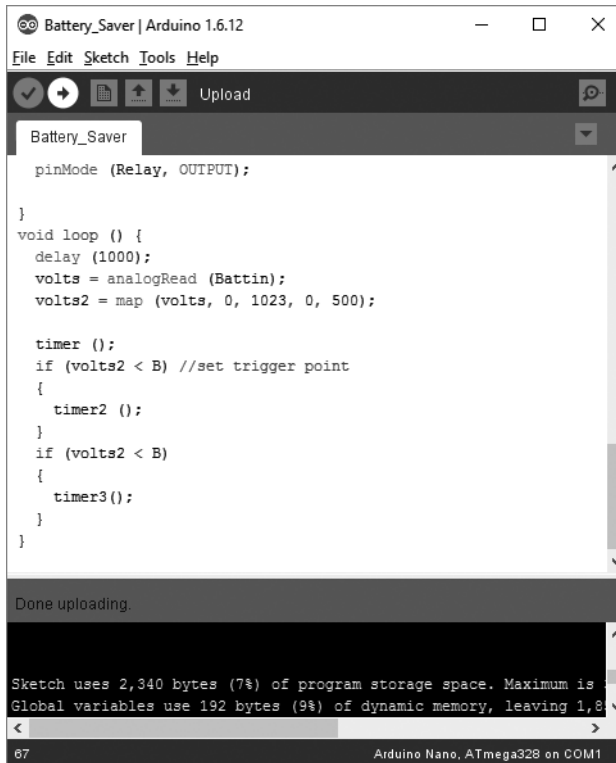 Battery_Saver | Arduino 1.6.12
File Edit Sketch Tools Help
Upload
Battery_Saver
pinMode (Relay, OUTPUT);
}
void loop () {
delay (1000);
volts = analogRead (Battin);
volts2 = map (volts, 0, 1023, 0, 500);
timer ();
if (volts2 < B) //set trigger point
{
timer2 ();
}
if (volts2 < B)
{
timer3();
}
}
Done uploading.
Sketch uses 2,340 bytes (7%) of program storage space. Maximum is
Global variables use 192 bytes (9%) of dynamic memory, leaving 1,8
67 Arduino Nano, ATmega328 on COM1